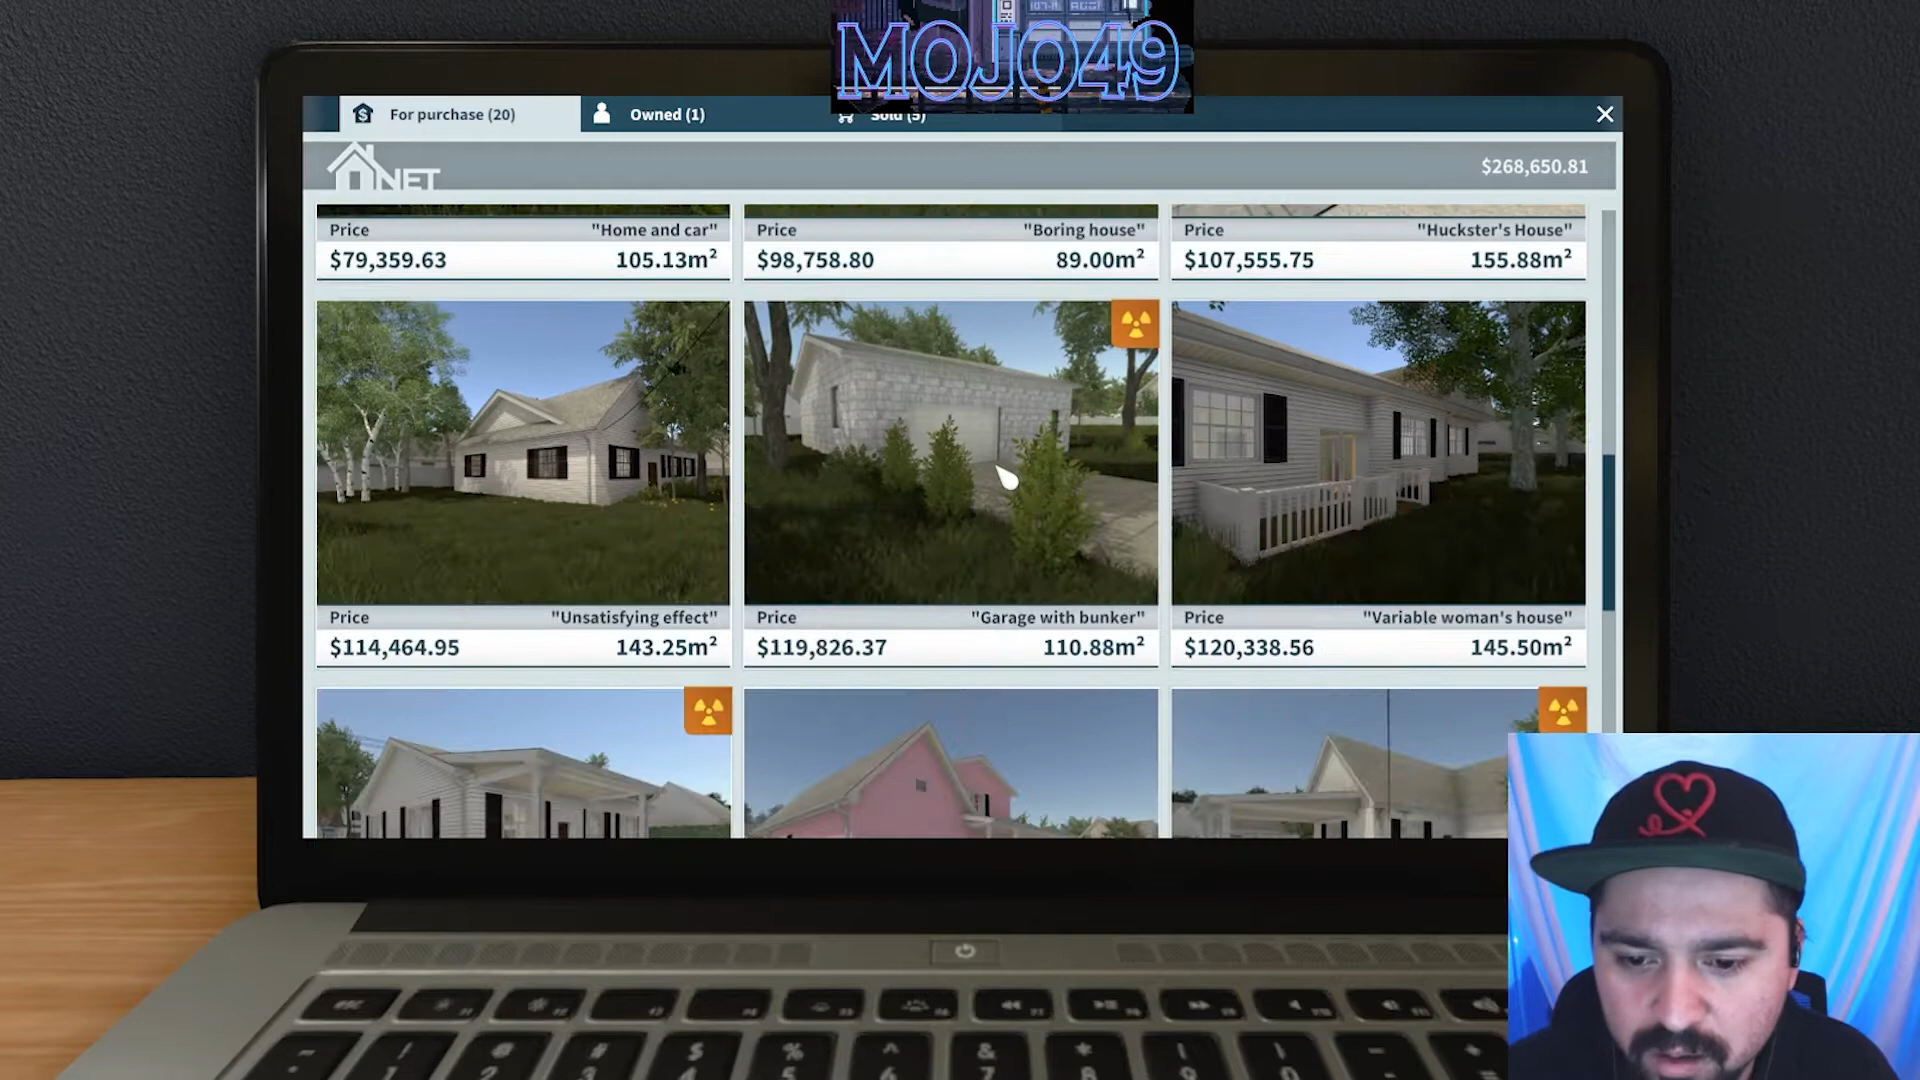 MOJO49
For purchase (20)
Owned (1)
Sold (5)
NET
$268,650.81
Price "Home and car"
$79,359.63 105.13m²
Price "Boring house"
$98,758.80 89.00m²
Price "Huckster's House"
$107,555.75 155.88m²
Price "Unsatisfying effect"
$114,464.95 143.25m²
Price "Garage with bunker"
$119,826.37 110.88m²
Price "Variable woman's house"
$120,338.56 145.50m²
esc